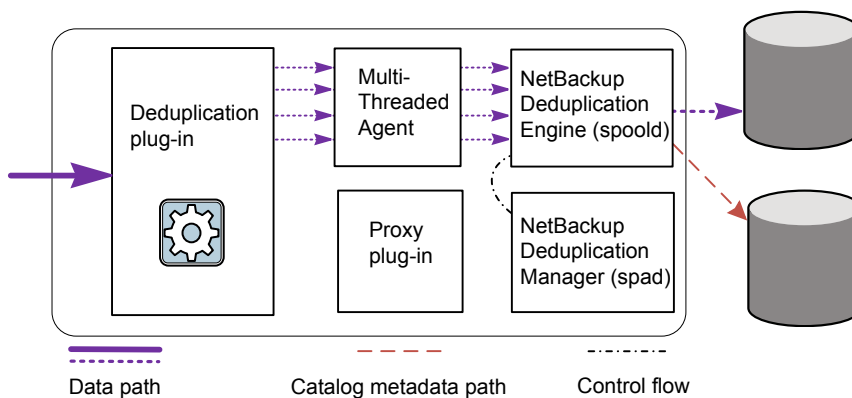 Deduplication
plug-in
Multi-
Threaded
Agent
NetBackup
Deduplication
Engine (spoold)
Proxy
plug-in
NetBackup
Deduplication
Manager (spad)
Data path
Catalog metadata path
Control flow